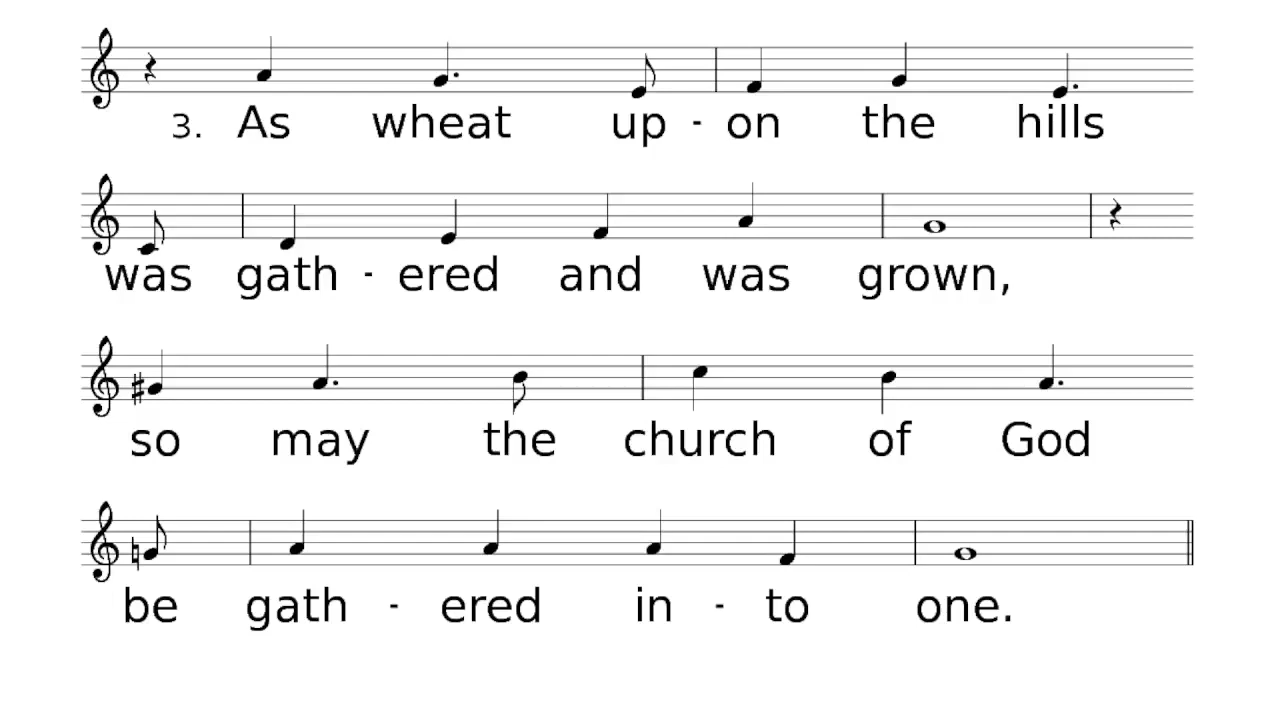 3. As wheat up - on the hills
was gath - ered and was grown,
so may the church of God
be gath - ered in - to one.